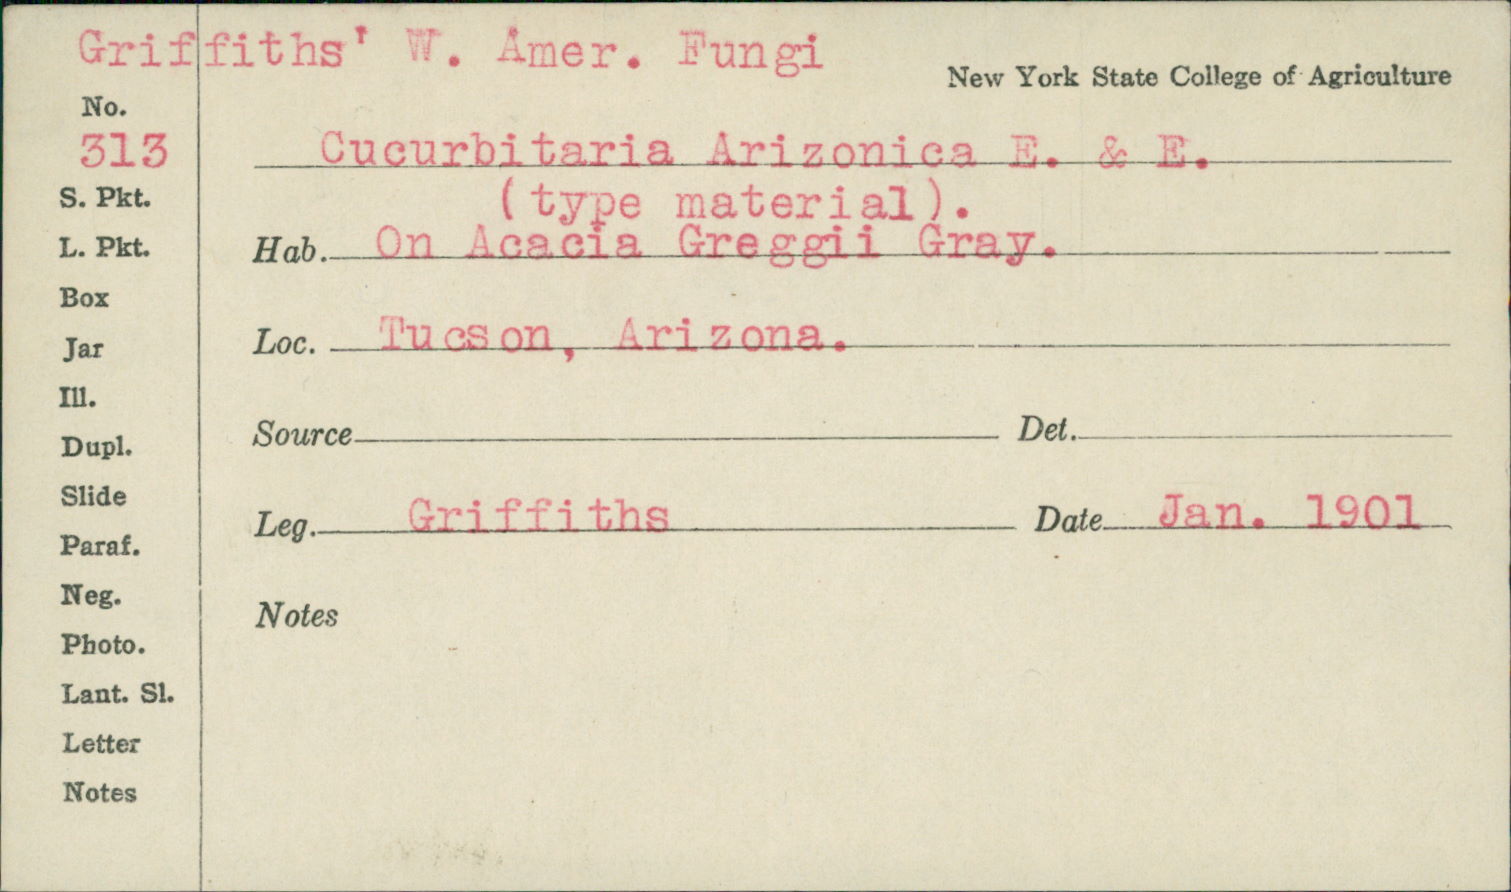 Griffiths' W. Amer. Fungi
New York State College of Agriculture
No.
313
Cucurbitaria Arizonica E. & E.
(type material).
S. Pkt.
L. Pkt.
Hab. On Acacia Greggii Gray.
Box
Jar
Loc. Tucson, Arizona.
Ill.
Dupl.
Source Det.
Slide
Leg. Griffiths Date Jan. 1901
Paraf.
Neg.
Notes
Photo.
Lant. Sl.
Letter
Notes